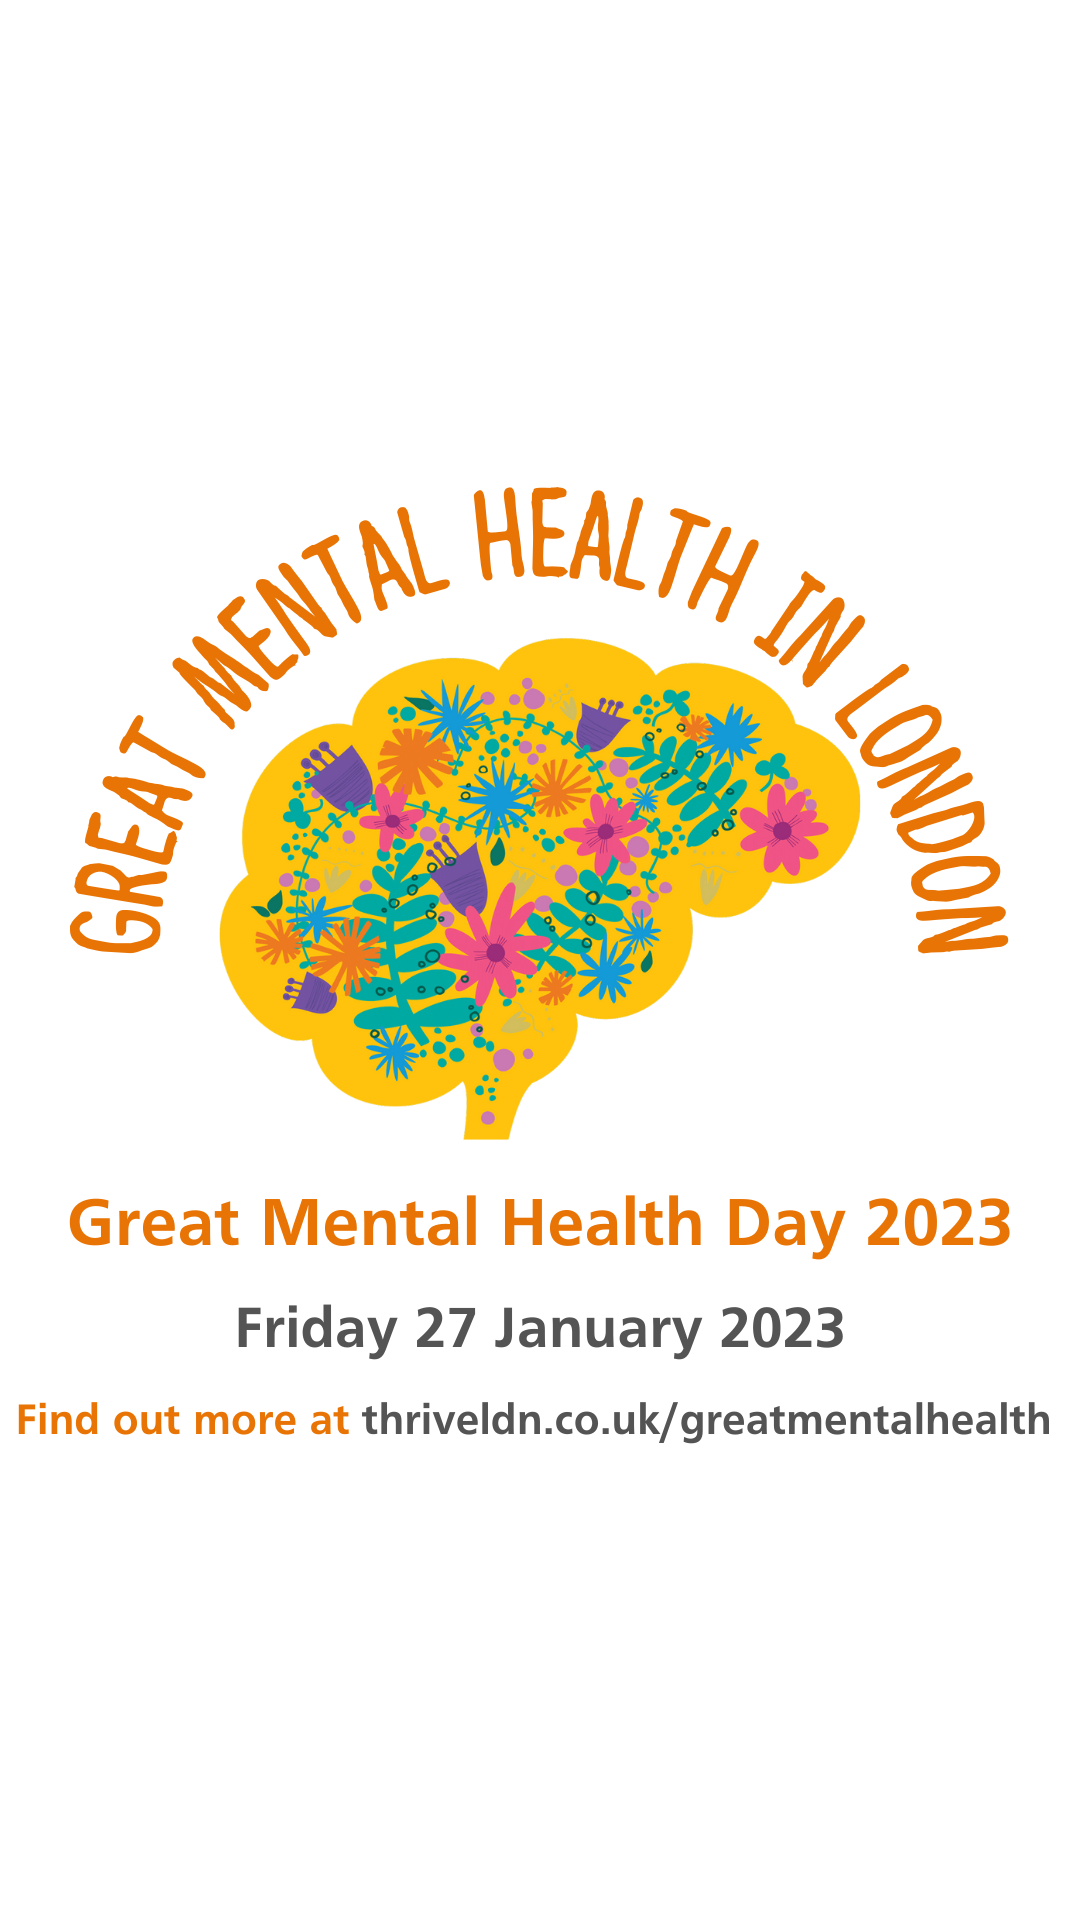 GREAT MENTAL HEALTH IN LONDON
Great Mental Health Day 2023
Friday 27 January 2023
Find out more at thriveldn.co.uk/greatmentalhealth